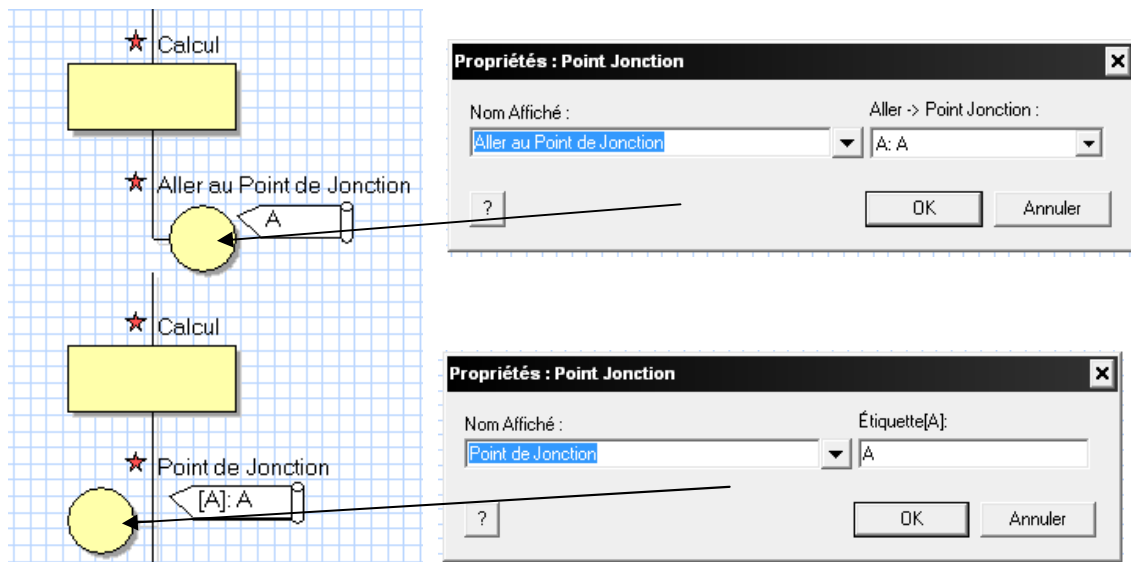 Calcul
Aller au Point de Jonction
A
Propriétés : Point Jonction
Nom Affiché :
Aller -> Point Jonction :
Aller au Point de Jonction
A: A
?
OK
Annuler
Calcul
Point de Jonction
[A]: A
Propriétés : Point Jonction
Nom Affiché :
Étiquette[A]:
Point de Jonction
A
?
OK
Annuler